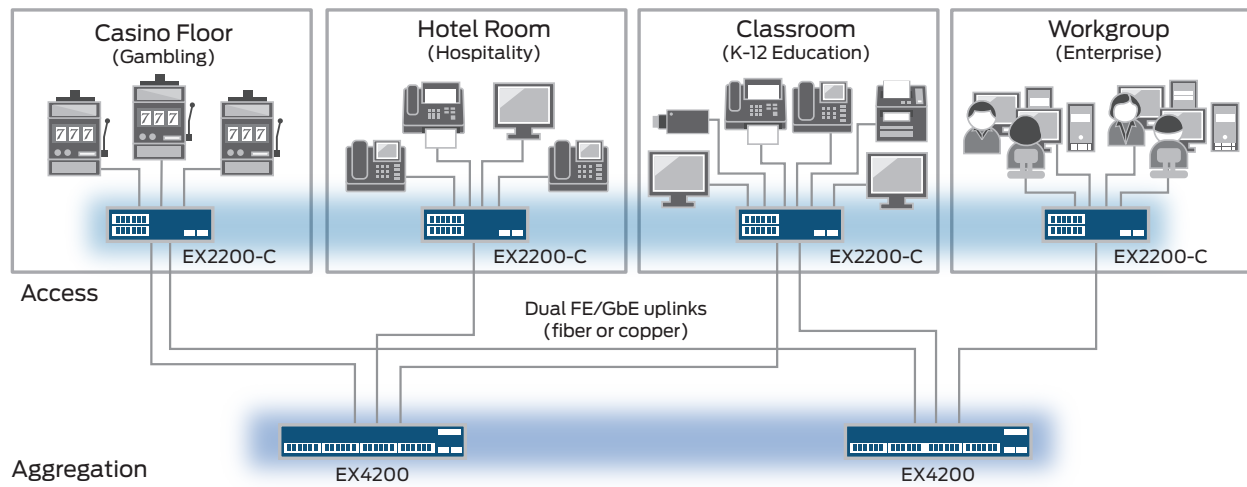 Casino Floor
(Gambling)
Hotel Room
(Hospitality)
Classroom
(K-12 Education)
Workgroup
(Enterprise)
777
777
777
EX2200-C
EX2200-C
EX2200-C
EX2200-C
Access
Dual FE/GbE uplinks
(fiber or copper)
Aggregation
EX4200
EX4200